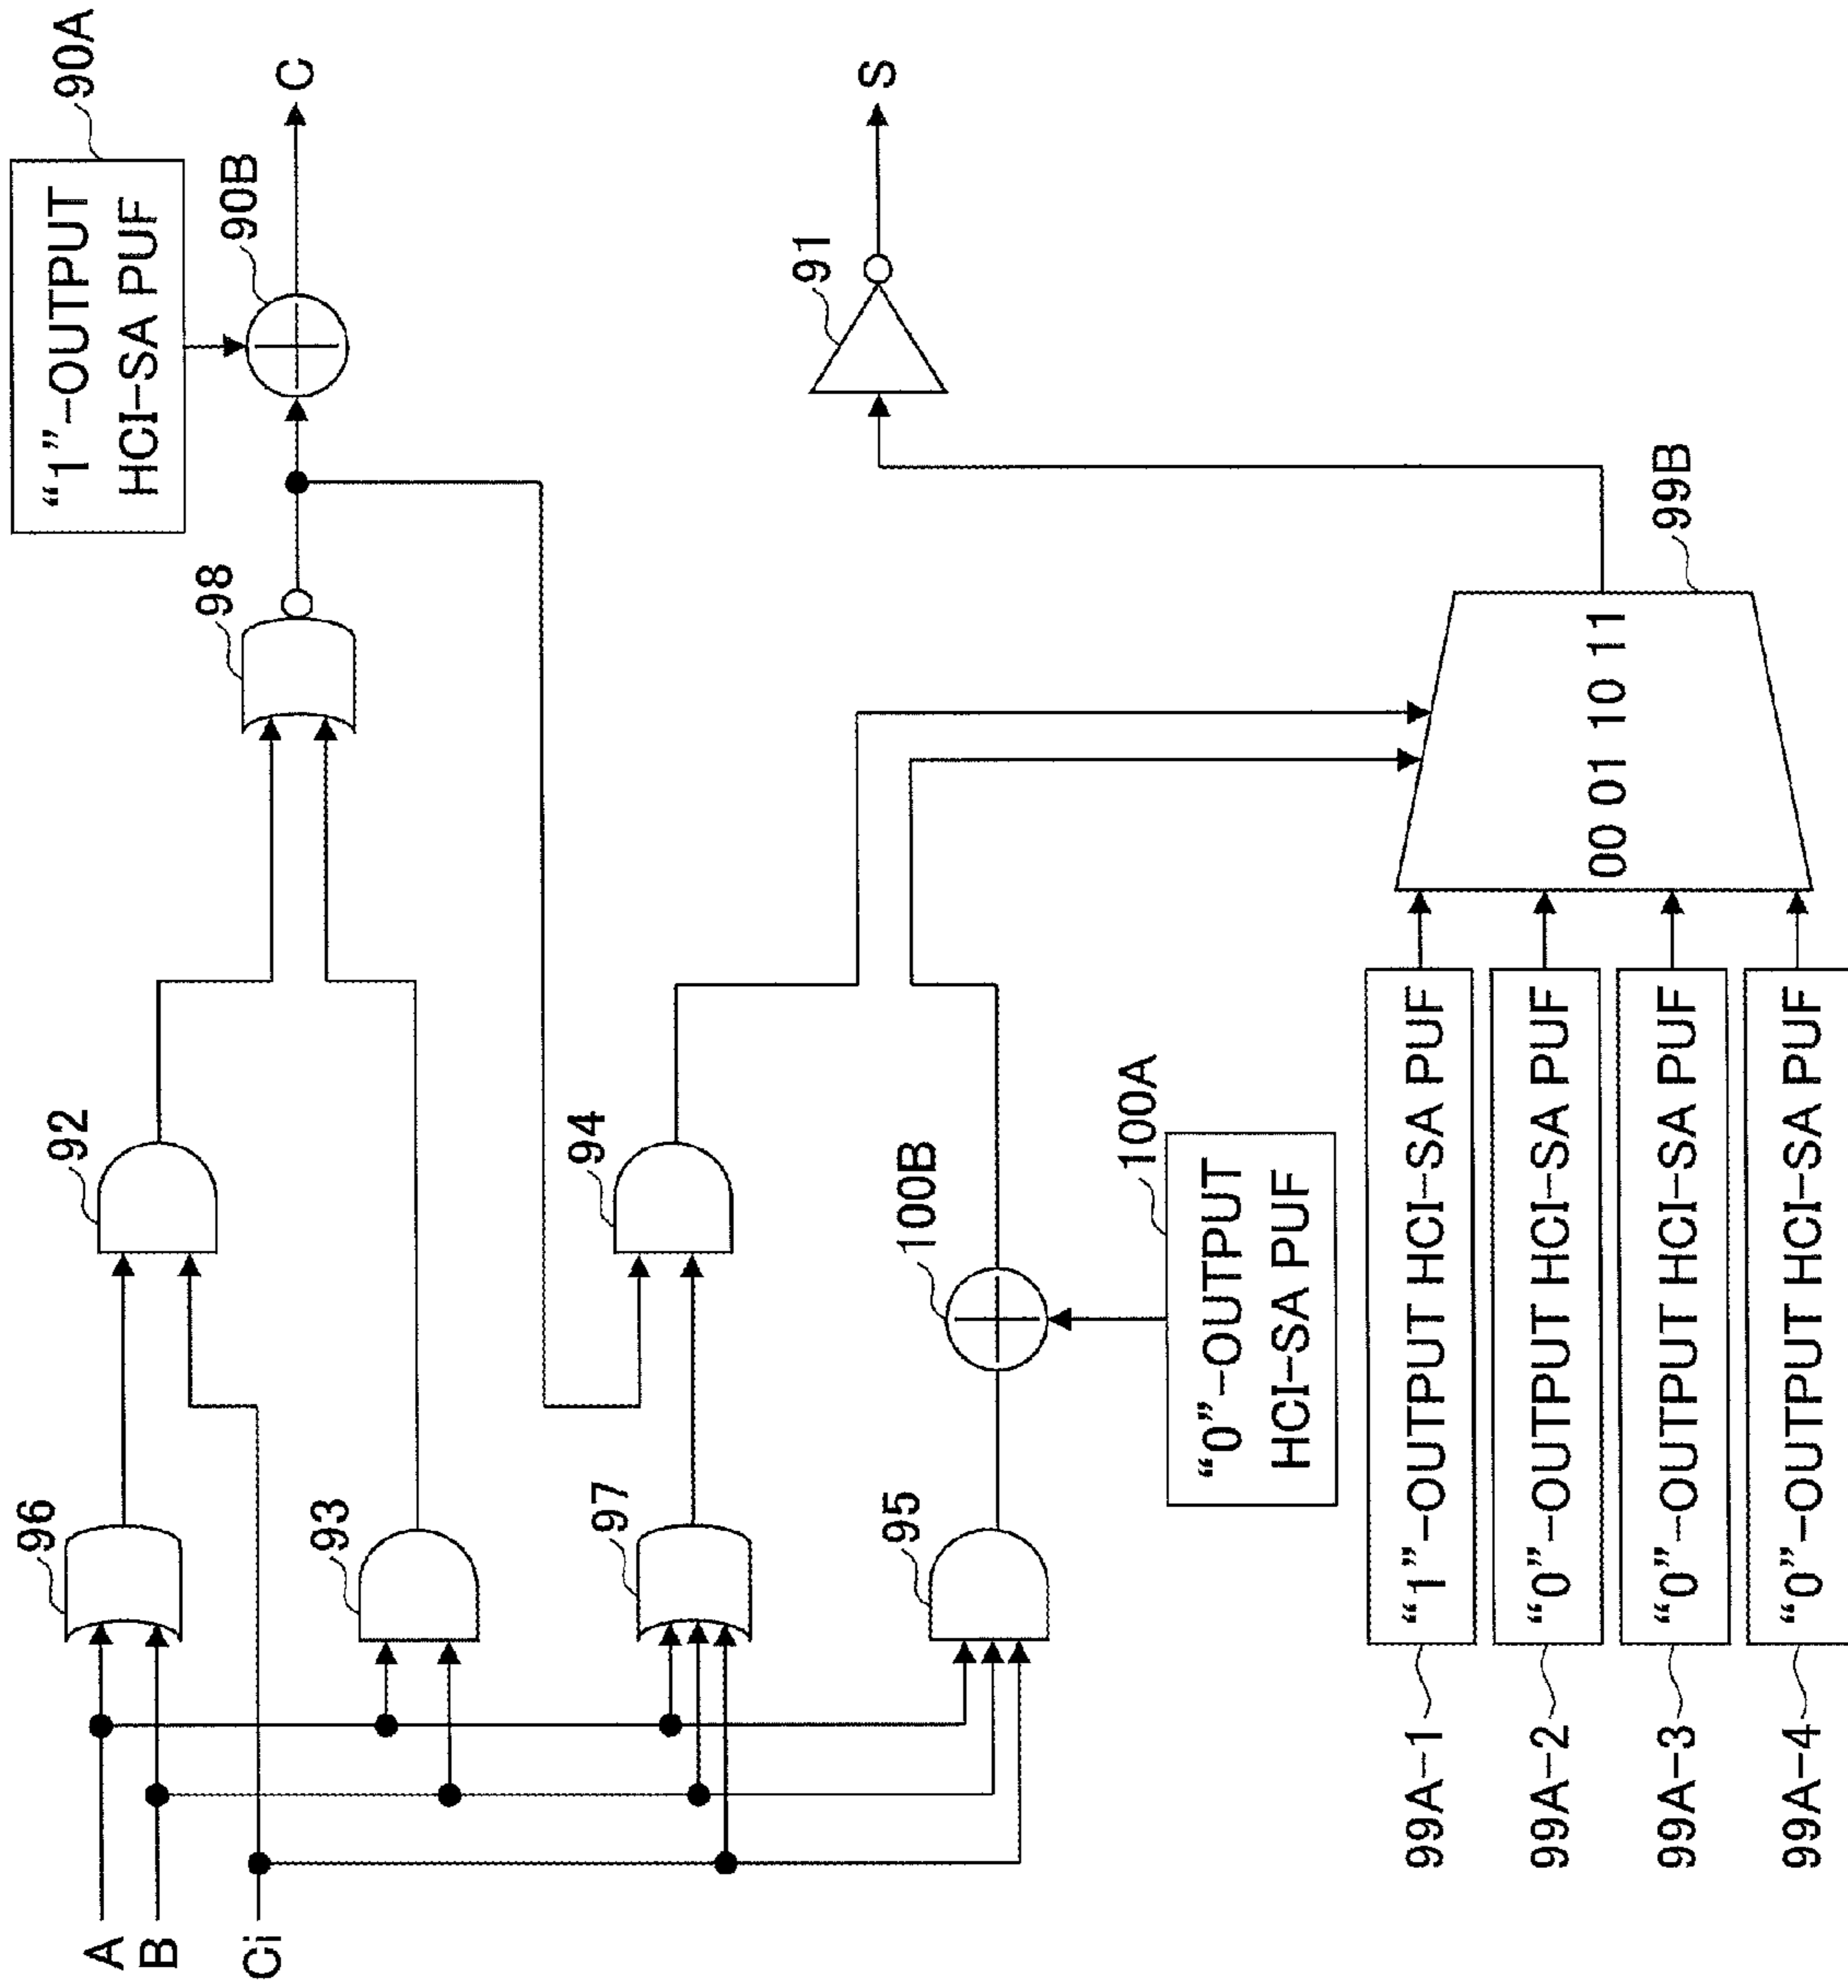 A
B
Ci
96
92
98
"1"-OUTPUT
HCI-SA PUF
90A
90B
C
93
97
94
95
100B
100A
"0"-OUTPUT
HCI-SA PUF
91
S
99B
00 01 10 11
99A-1
"1"-OUTPUT HCI-SA PUF
99A-2
"0"-OUTPUT HCI-SA PUF
99A-3
"0"-OUTPUT HCI-SA PUF
99A-4
"0"-OUTPUT HCI-SA PUF